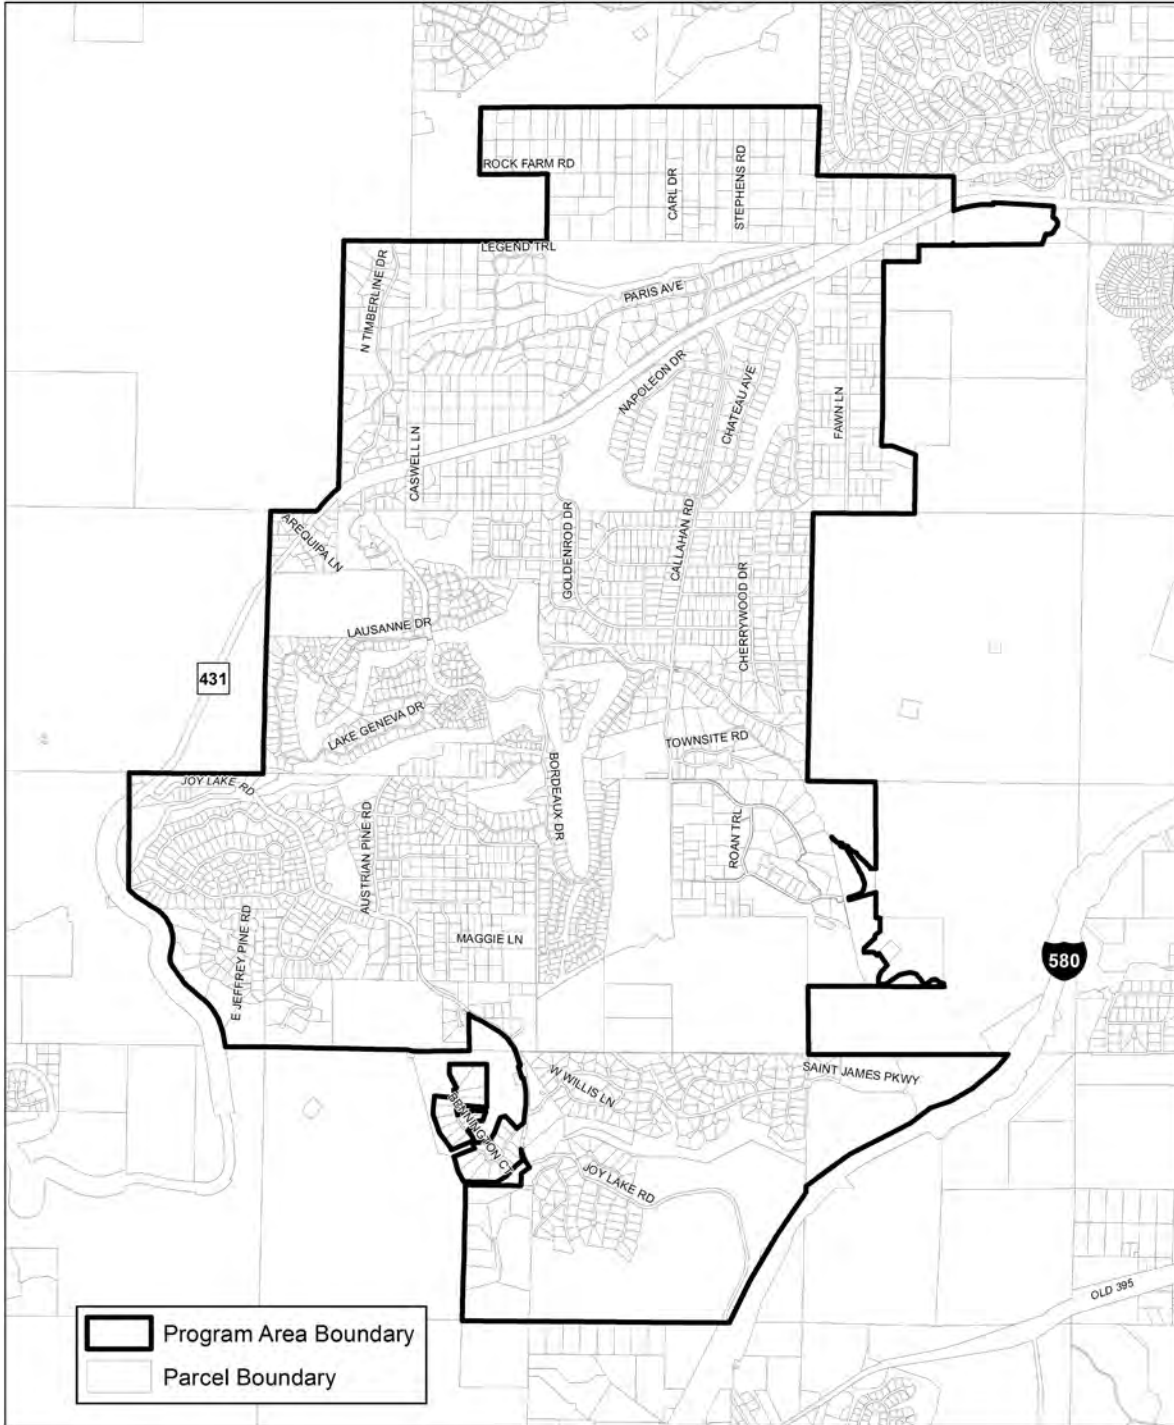 ROCK FARM RD
CARL DR
STEPHENS RD
LEGEND TRL
N TIMBERLINE DR
PARIS AVE
NAPOLEON DR
CHATEAU AVE
FAWN LN
CASWELL LN
AREQUIPA LN
GOLDENROD DR
CALLAHAN RD
CHERRYWOOD DR
LAUSANNE DR
431
LAKE GENEVA DR
TOWNSITE RD
JOY LAKE RD
BORDEAUX DR
AUSTRIAN PINE RD
ROAN TRL
E JEFFREY PINE RD
MAGGIE LN
580
W WILLIS LN
SAINT JAMES PKWY
BENNINGTON CT
JOY LAKE RD
OLD 395
Program Area Boundary
Parcel Boundary